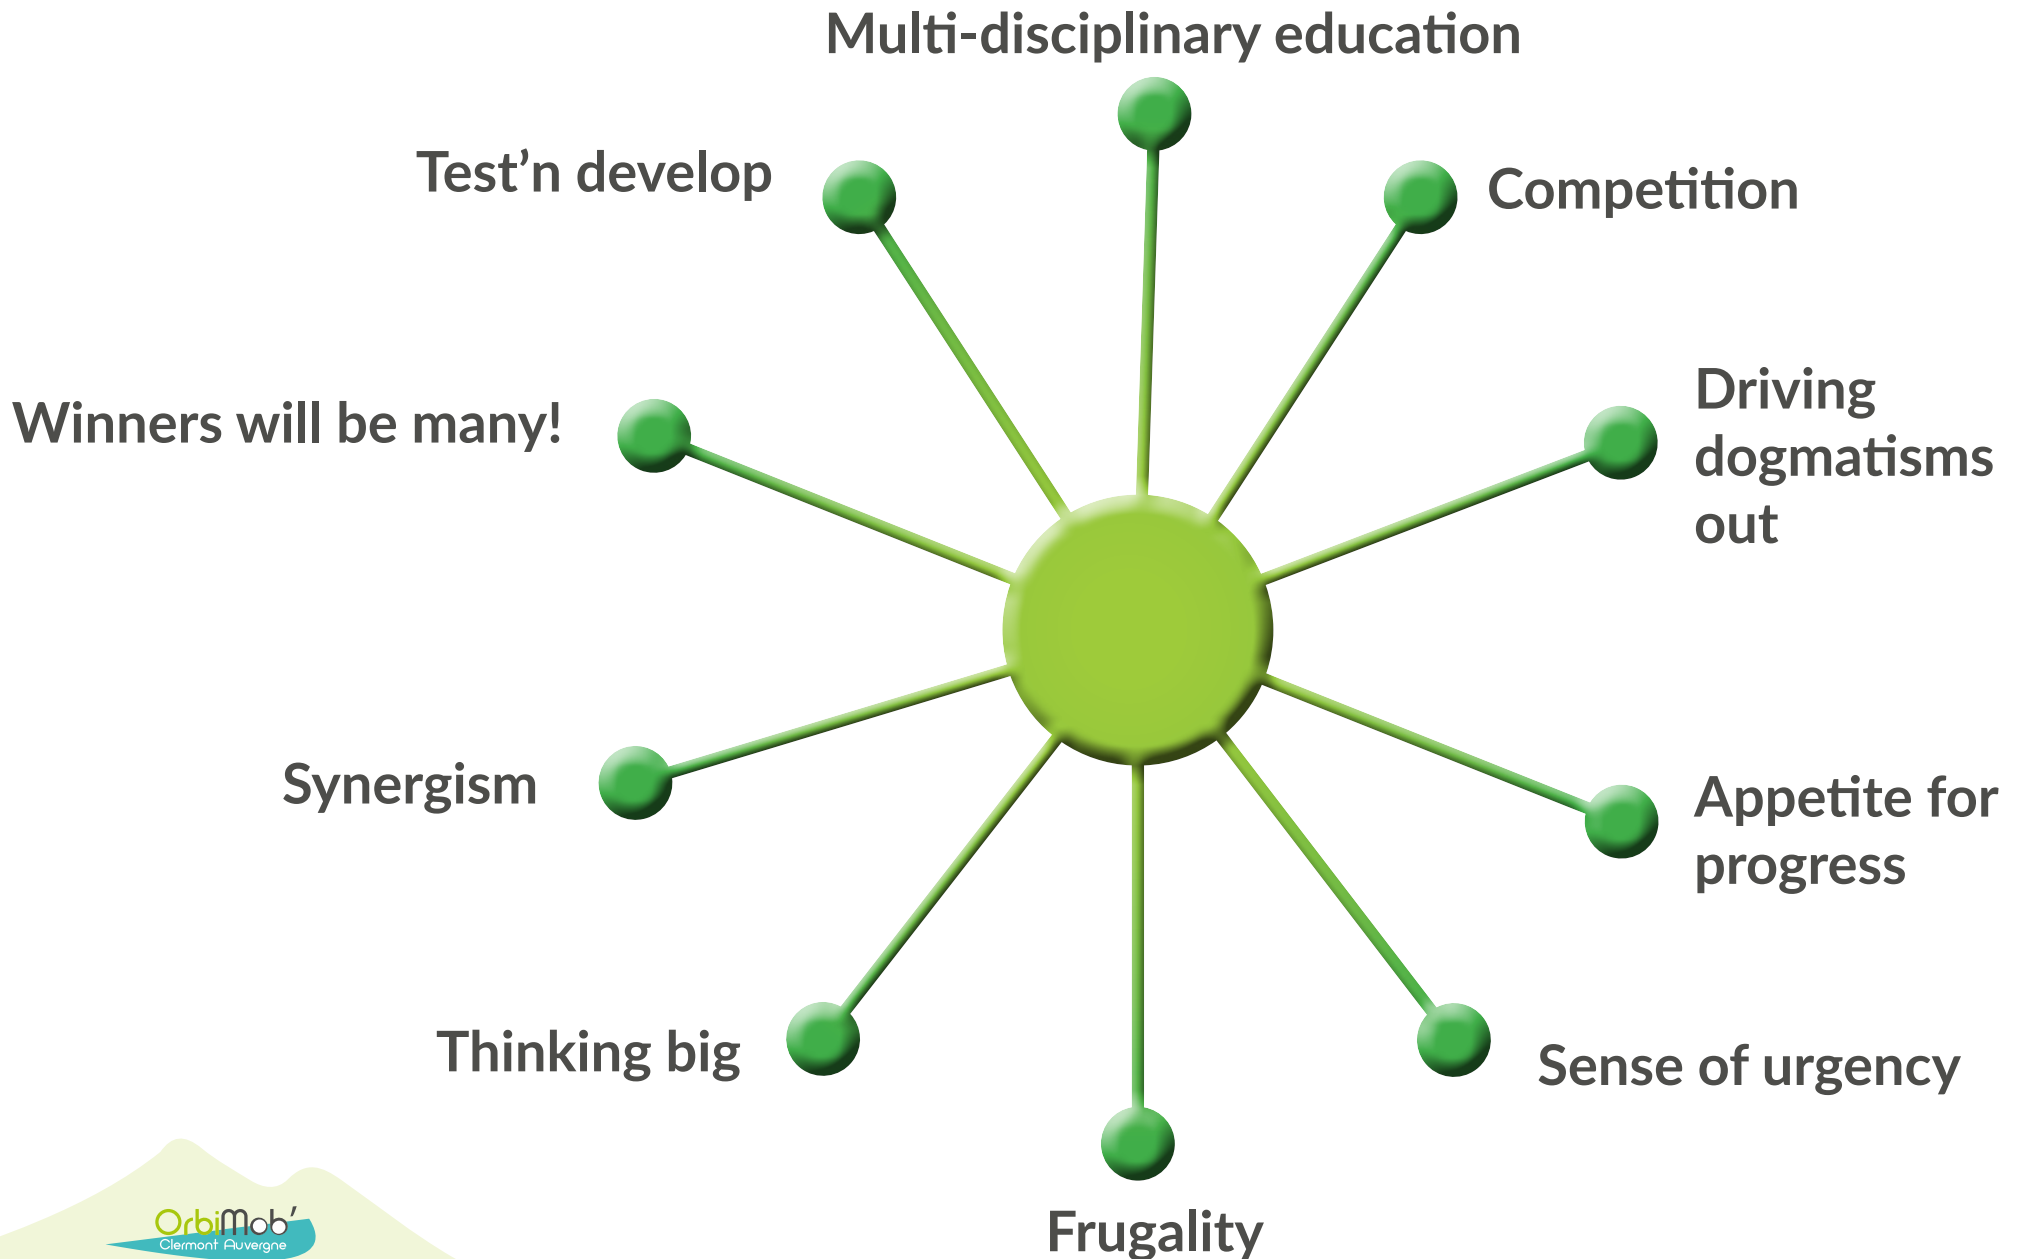 Multi-disciplinary education
Test’n develop
Competition
Winners will be many!
Driving
dogmatisms
out
Synergism
Appetite for
progress
Thinking big
Sense of urgency
Frugality
OrbiMob’
Clermont Auvergne